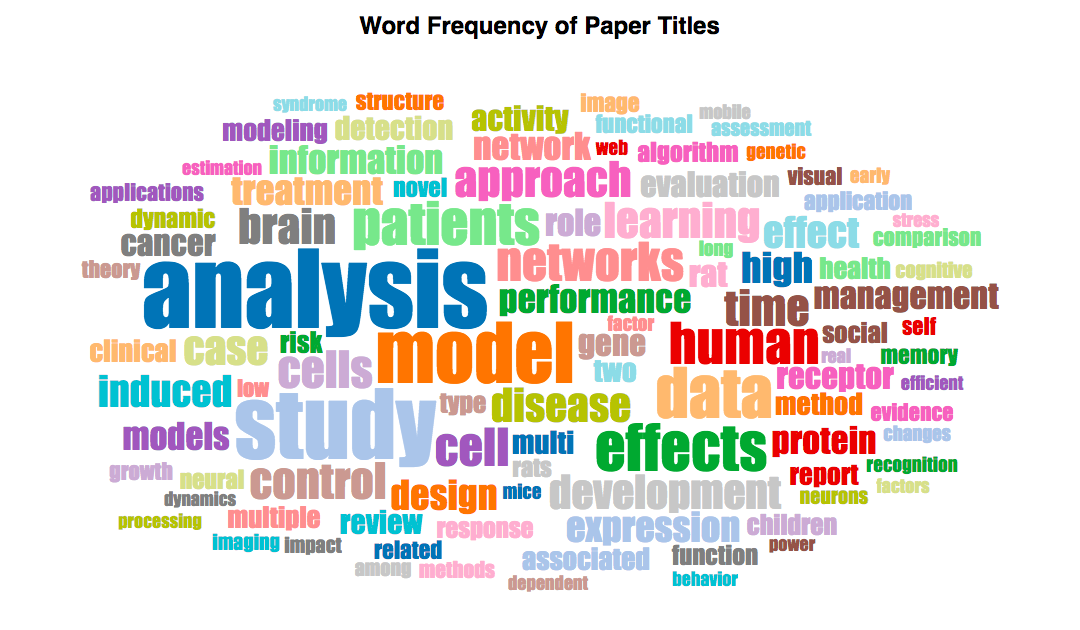 Word Frequency of Paper Titles
syndrome structure activity image mobile
modeling detection functional assessment
network web algorithm genetic
estimation information approach evaluation visual early
applications treatment novel application
dynamic brain patients role learning effect stress
cancer long comparison
theory analysis networks rat high health cognitive
performance time management
factor social self
clinical case risk model gene human real memory
cells two data receptor efficient
induced low study type disease method evidence
models cell multi effects protein changes
growth neural control rats report recognition
dynamics design mice development neurons factors
processing multiple review response expression children
imaging impact related associated function power
among methods dependent behavior